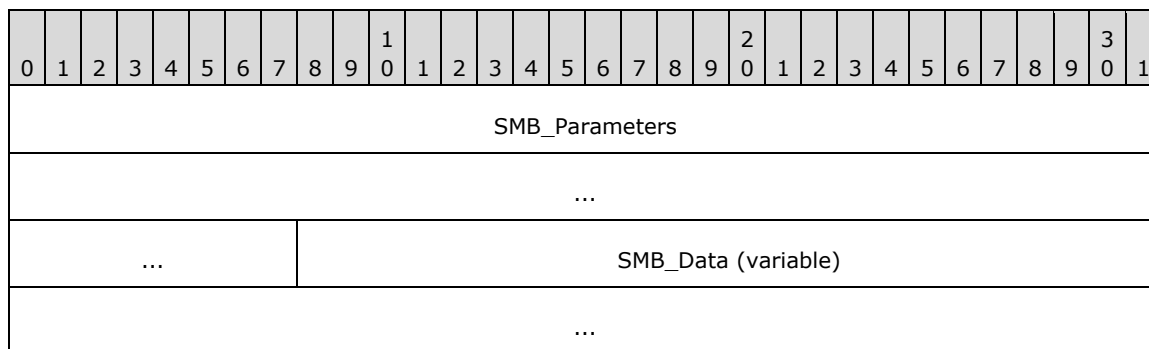 1 2 3
0 1 2 3 4 5 6 7 8 9 0 1 2 3 4 5 6 7 8 9 0 1 2 3 4 5 6 7 8 9 0 1
SMB_Parameters
...
... SMB_Data (variable)
...